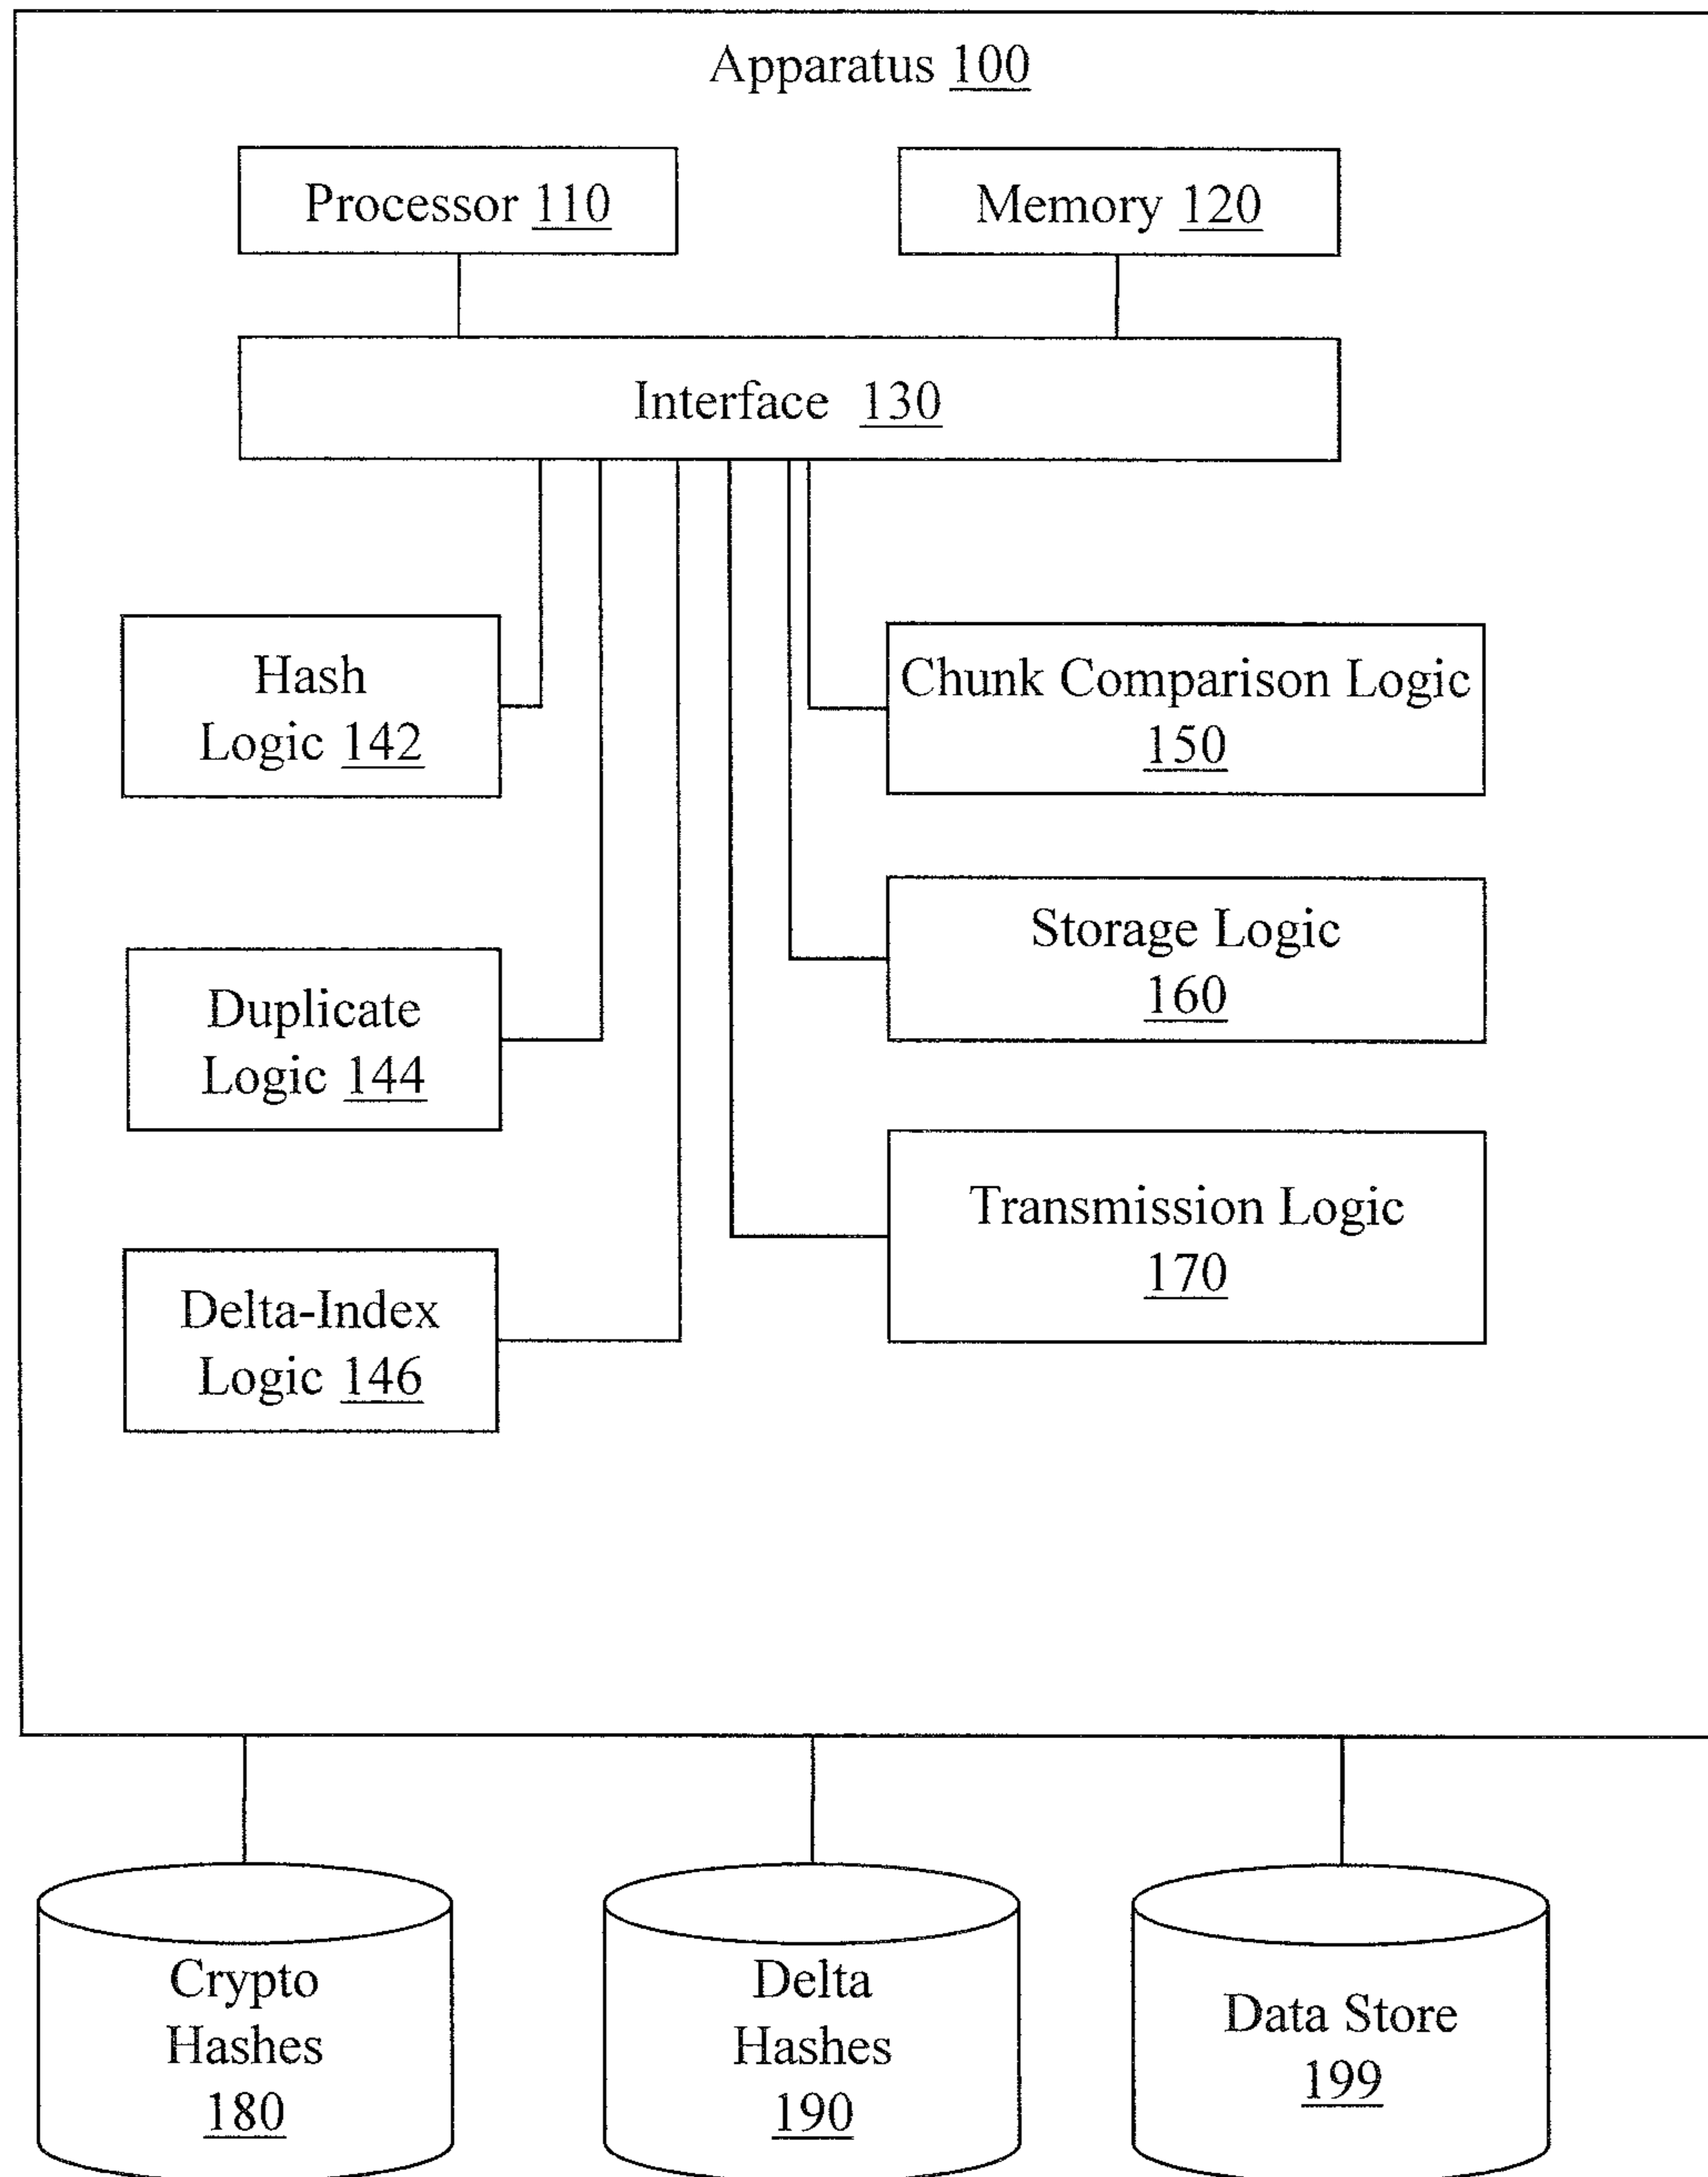 Apparatus 100
Processor 110
Memory 120
Interface 130
Hash
Logic 142
Chunk Comparison Logic
150
Duplicate
Logic 144
Storage Logic
160
Delta-Index
Logic 146
Transmission Logic
170
Crypto
Hashes
180
Delta
Hashes
190
Data Store
199